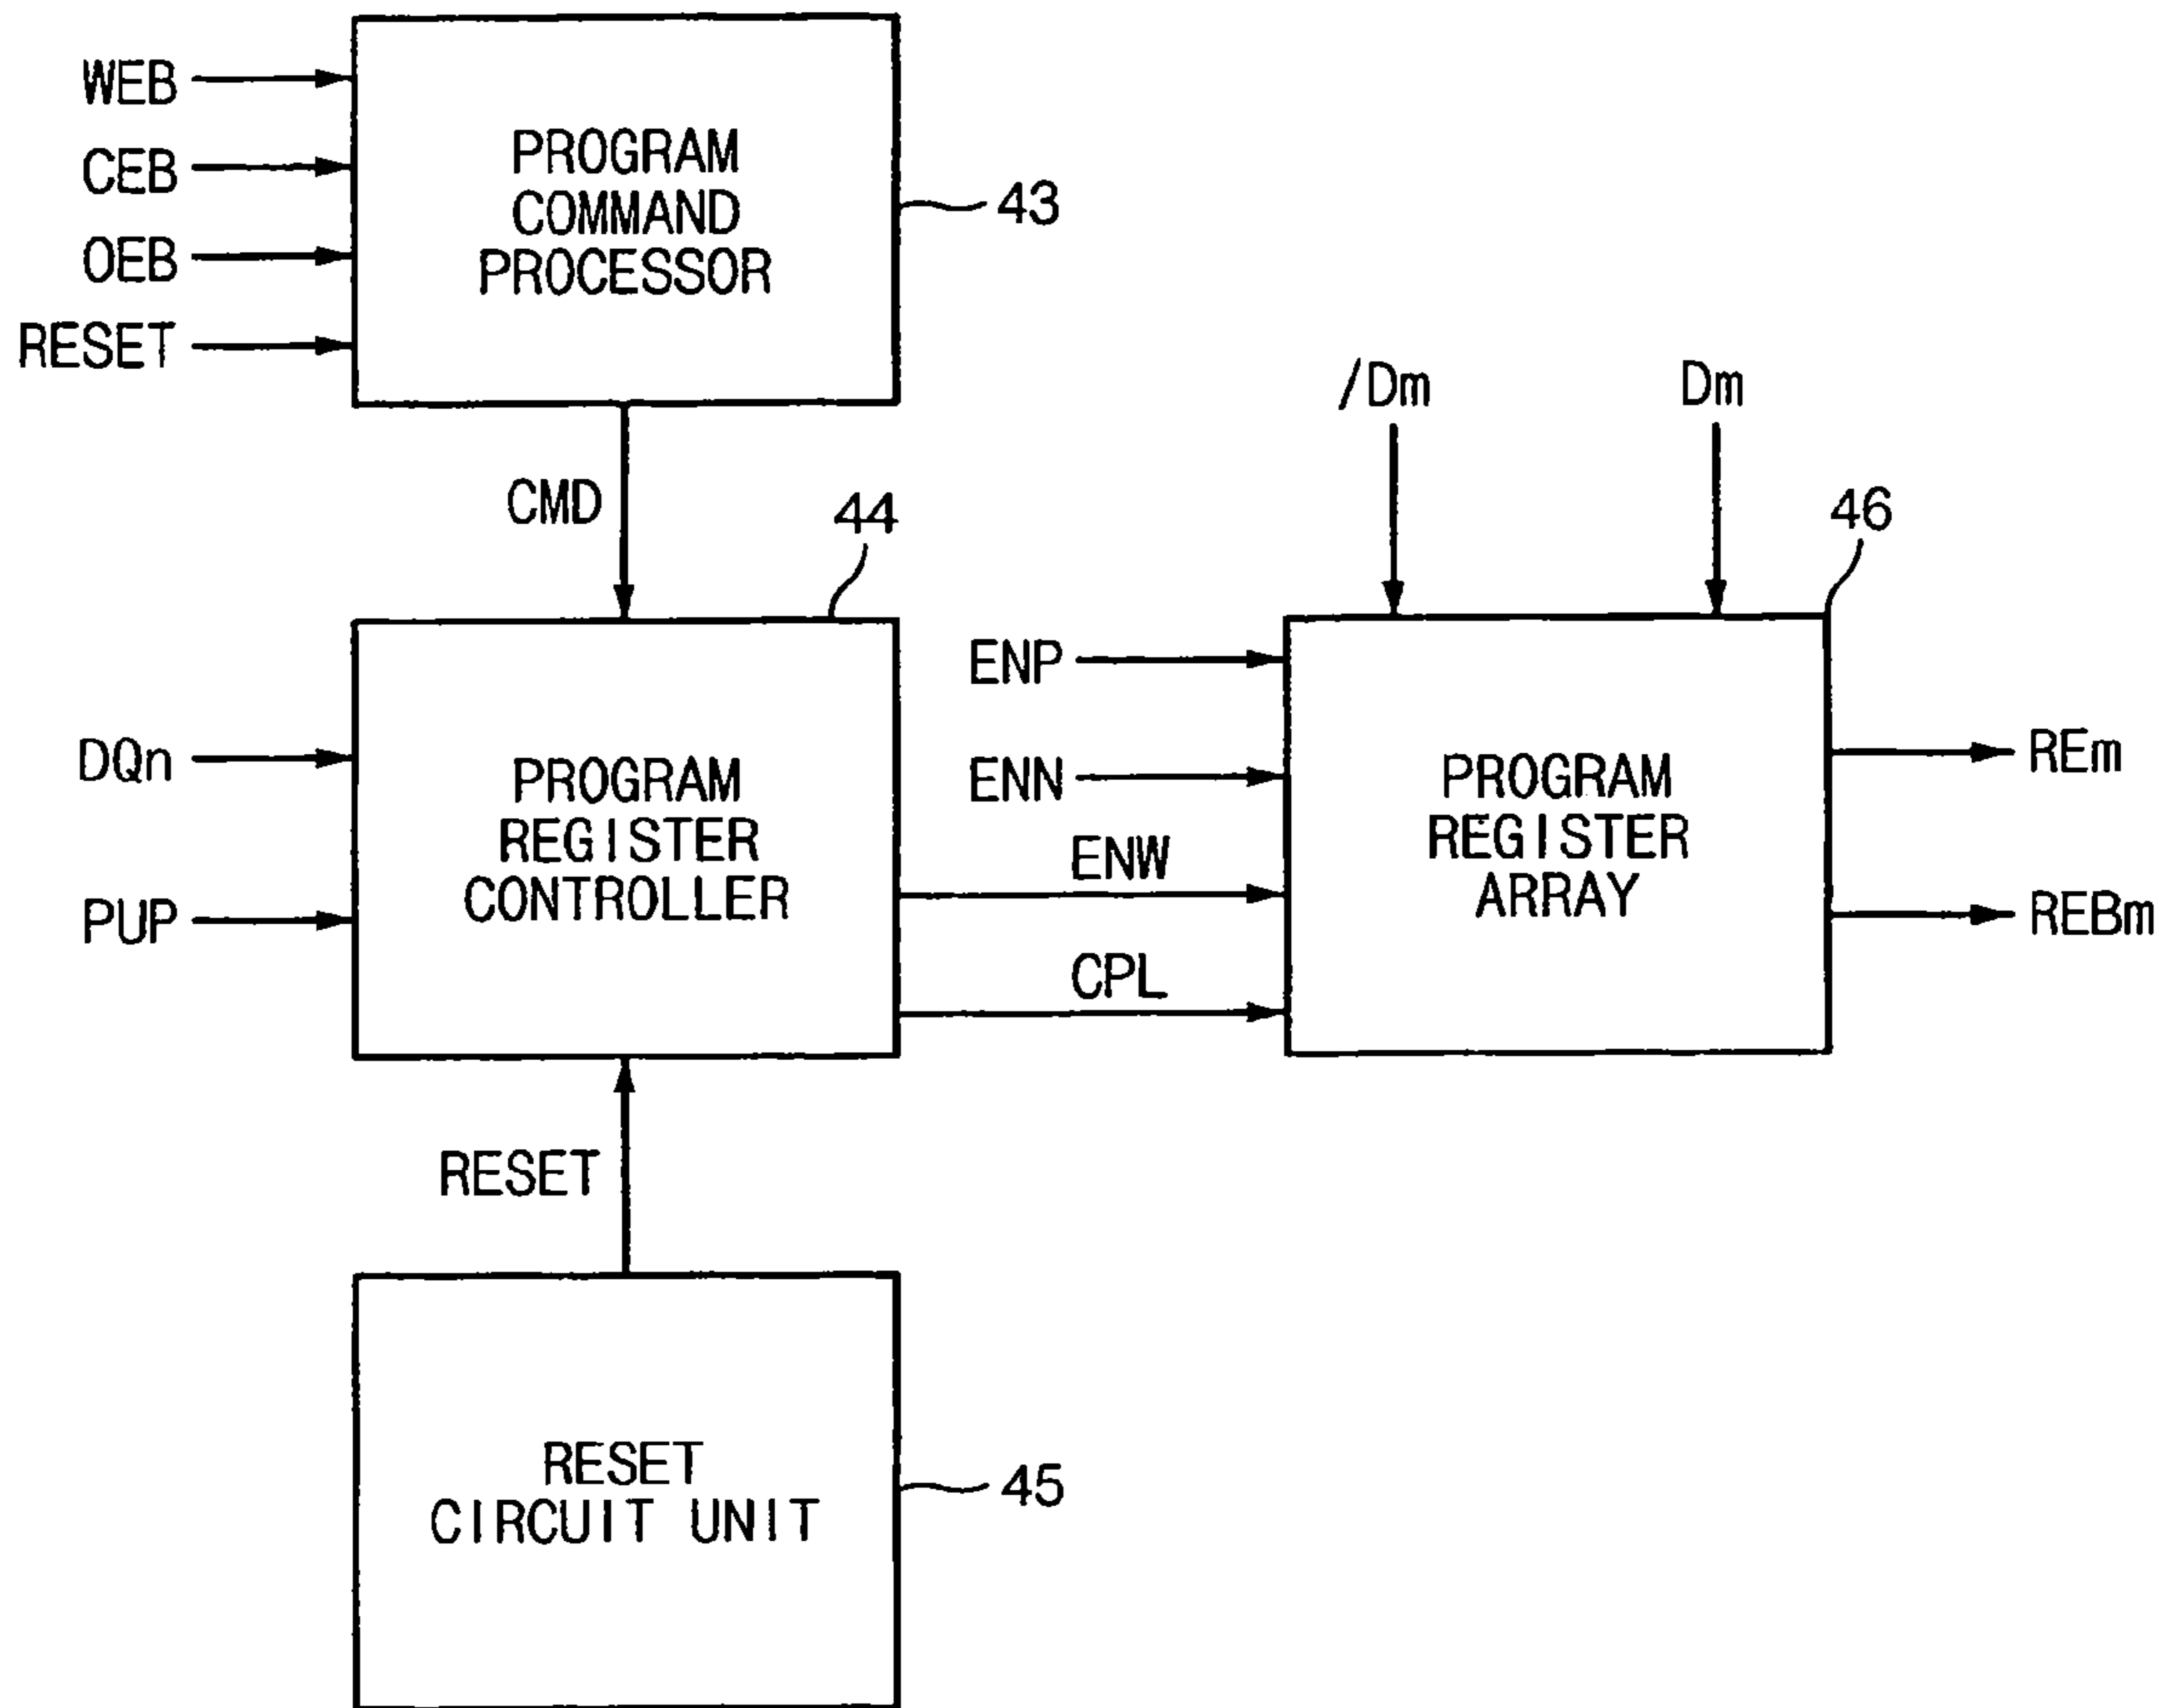 WEB
CEB
OEB
RESET
PROGRAM
COMMAND
PROCESSOR
43
CMD
44
/Dm
Dm
46
DQn
PUP
PROGRAM
REGISTER
CONTROLLER
ENP
ENN
ENW
CPL
PROGRAM
REGISTER
ARRAY
REm
REBm
RESET
RESET
CIRCUIT UNIT
45